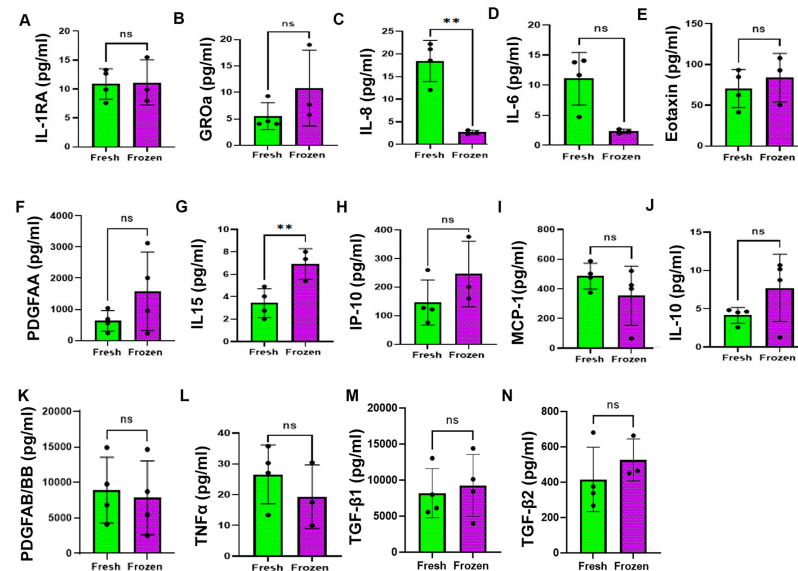 A
IL-1RA (pg/ml)
15
10
5
0
ns
Fresh Frozen
B
GROa (pg/ml)
20
15
10
5
0
ns
Fresh Frozen
C
IL-8 (pg/ml)
25
20
15
10
5
0
**
Fresh Frozen
D
IL-6 (pg/ml)
20
15
10
5
0
ns
Fresh Frozen
E
Eotaxin (pg/ml)
150
100
50
0
ns
Fresh Frozen
F
PDGFAA (pg/ml)
4000
3000
2000
1000
0
ns
Fresh Frozen
G
IL15 (pg/ml)
10
8
6
4
2
0
**
Fresh Frozen
H
IP-10 (pg/ml)
400
300
200
100
0
ns
Fresh Frozen
I
MCP-1(pg/ml)
800
600
400
200
0
ns
Fresh Frozen
J
IL-10 (pg/ml)
15
10
5
0
ns
Fresh Frozen
K
PDGFAB/BB (pg/ml)
20000
15000
10000
5000
0
ns
Fresh Frozen
L
TNFα (pg/ml)
50
40
30
20
10
0
ns
Fresh Frozen
M
TGF-β1 (pg/ml)
20000
15000
10000
5000
0
ns
Fresh Frozen
N
TGF-β2 (pg/ml)
800
600
400
200
0
ns
Fresh Frozen